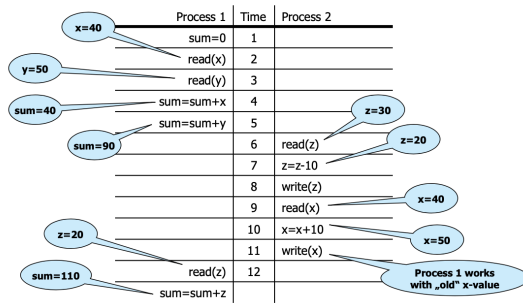 Process 1 Time Process 2
x=40
sum=0 1
read(x) 2
y=50
read(y) 3
sum=40
sum=sum+x 4
z=30
sum=sum+y 5
sum=90
6 read(z)
z=20
7 z=z-10
8 write(z)
x=40
9 read(x)
10 x=x+10
x=50
z=20
11 write(x)
read(z) 12
Process 1 works
with „old“ x-value
sum=110
sum=sum+z